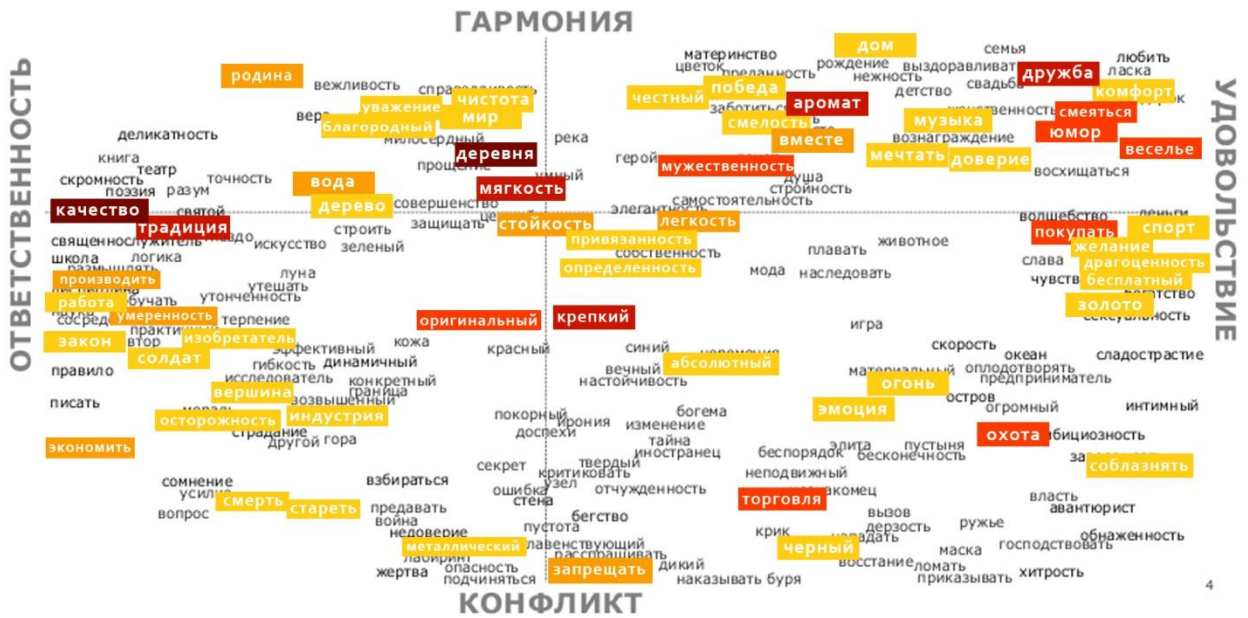 ГАРМОНИЯ
ОТВЕТСТВЕННОСТЬ
УДОВОЛЬСТВИЕ
материнство дом семья
цветок рождение выздоравливать любить
родина преданность нежность дружба ласка
вежливость победа детство свадьба комфорт
уважение чистота честный аромат
вера мир смелость музыка смеяться
благородный вместе вознаграждение юмор
деликатность милосердный река веселье
книга деревня герой мечтать доверие
театр прощение умный мужественность восхищаться
скромность точность вода мягкость душа
поэзия разум стройность
качество святой дерево совершенство самостоятельность
традиция защищать стойкость элегантность легкость волшебство деньги
строить покупать спорт
священнослужитель искусство зеленый привязанность животное желание
школа логика собственность плавать слава драгоценность
размышлять луна определенность мода наследовать бесплатный
производить утешать
работа утонченность богатство
золото
умеренность терпение оригинальный крепкий сексуальность
игра
закон изобретатель кожа красный синий скорость
солдат эффективный абсолютный океан сладострастие
правило гибкость динамичный вечный материальный оплодотворять
исследователь конкретный настойчивость огонь предприниматель
вершина граница остров
писать возвышенный эмоция огромный интимный
осторожность индустрия покорный ирония богема
страдание доспехи изменение охота
экономить другой гора тайна элита пустыня
иностранец беспорядок бесконечность
секрет твердый соблазнять
сомнение взбираться критиковать неподвижный
усилие узел
смерть ошибка отчужденность торговля власть
вопрос стареть предавать стена вызов авантюрист
война бегство дерзость ружье
недоверие пустота крик обнаженность
металлический черный маска господствовать
лабиринт расспрашивать восстание
жертва опасность запрещать дикий ломать хитрость
подчиняться наказывать буря приказывать
КОНФЛИКТ
4